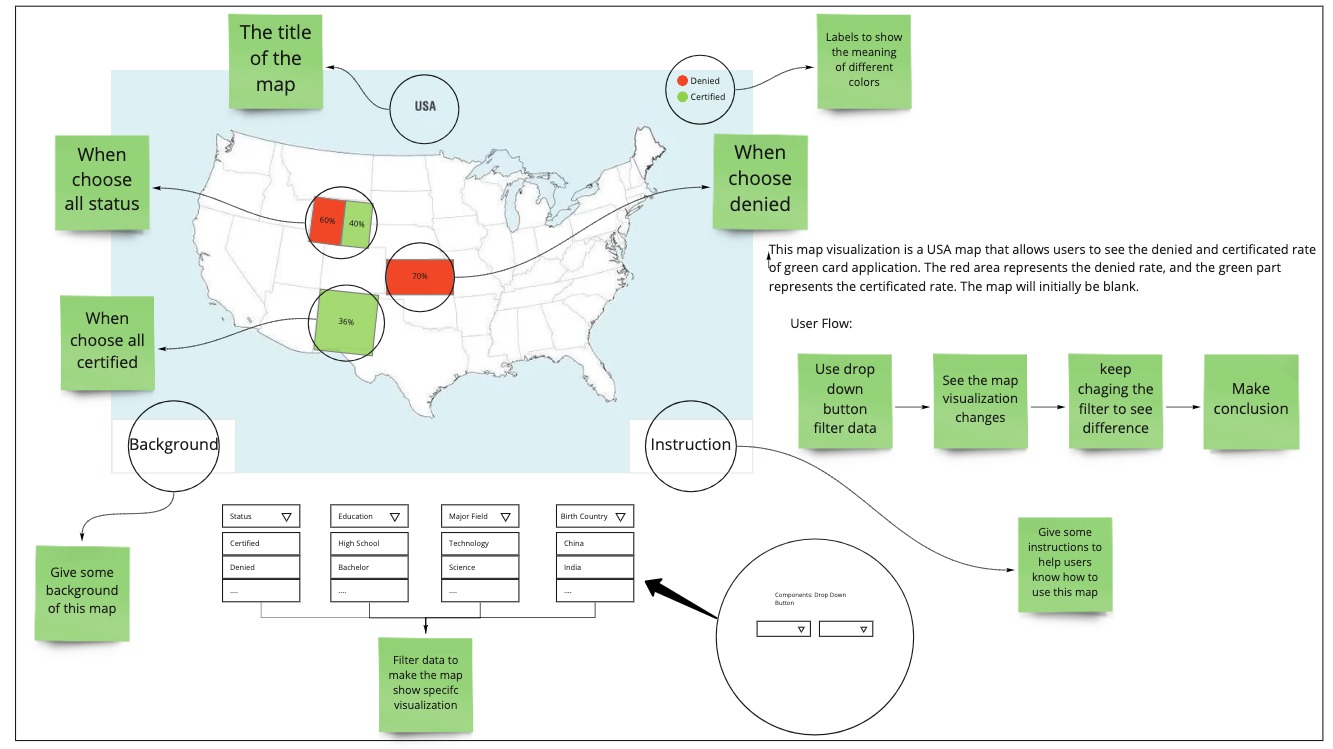 The title
of the
map
USA
Denied
Certified
Labels to show
the meaning
of different
colors
When
choose
all status
When
choose
denied
60%
40%
70%
36%
When
choose all
certified
This map visualization is a USA map that allows users to see the denied and certificated rate
of green card application. The red area represents the denied rate, and the green part
represents the certificated rate. The map will initially be blank.
User Flow:
Use drop
down
button
filter data
See the map
visualization
changes
keep
chaging the
filter to see
difference
Make
conclusion
Background
Instruction
Give some
background
of this map
Status
Certified
Denied
....
Education
High School
Bachelor
....
Major Field
Technology
Science
....
Birth Country
China
India
....
Filter data to
make the map
show specifc
visualization
Components: Drop Down
Button
Give some
instructions to
help users
know how to
use this map